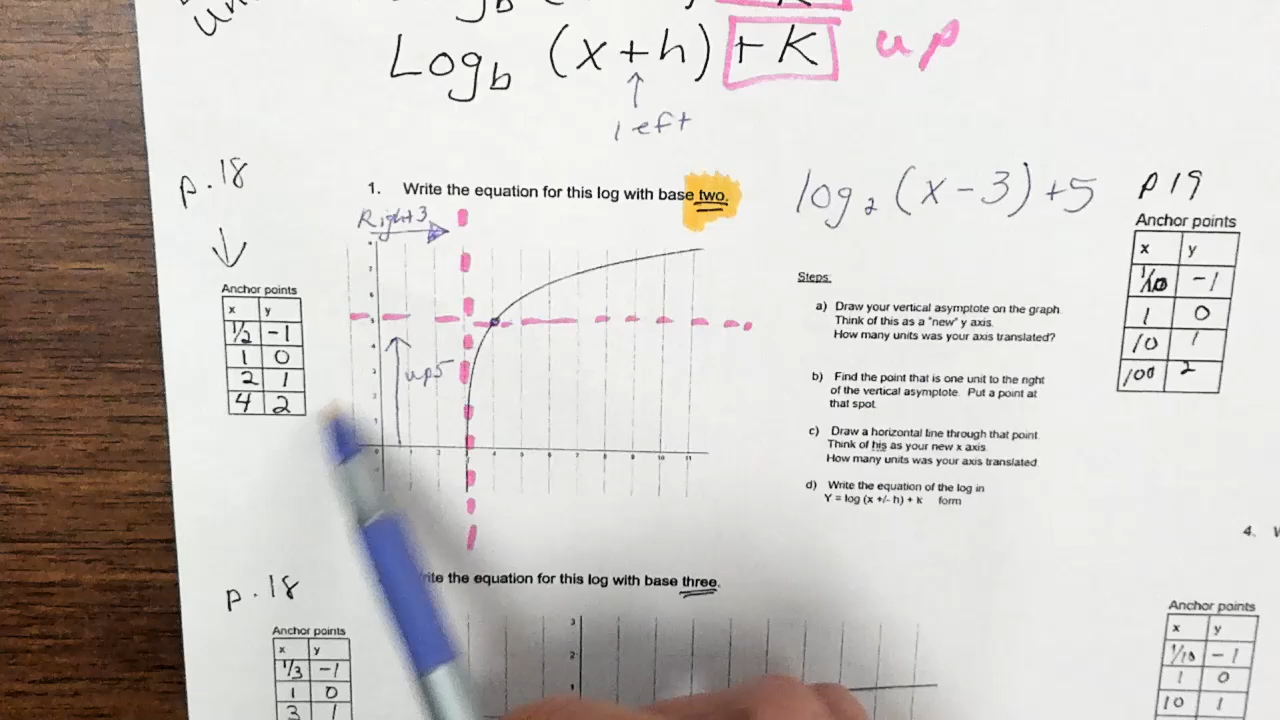 Log_b (x+h) +K up
left
p.18
1. Write the equation for this log with base two.
log₂ (x-3)+5
p 19
Right 3
up5
Anchor points
x y
1/2 -1
1 0
2 1
4 2
Steps:
a) Draw your vertical asymptote on the graph.
Think of this as a "new" y axis.
How many units was your axis translated?
b) Find the point that is one unit to the right
of the vertical asymptote. Put a point at
that spot.
c) Draw a horizontal line through that point.
Think of his as your new x axis.
How many units was your axis translated.
d) Write the equation of the log in
Y = log (x +/- h) + k form
Anchor points
x y
1/10 -1
1 0
10 1
100 2
4.
p.18
rite the equation for this log with base three.
Anchor points
x y
1/3 -1
1 0
3 1
3
2
1
Anchor points
x y
1/10 -1
1 0
10 1